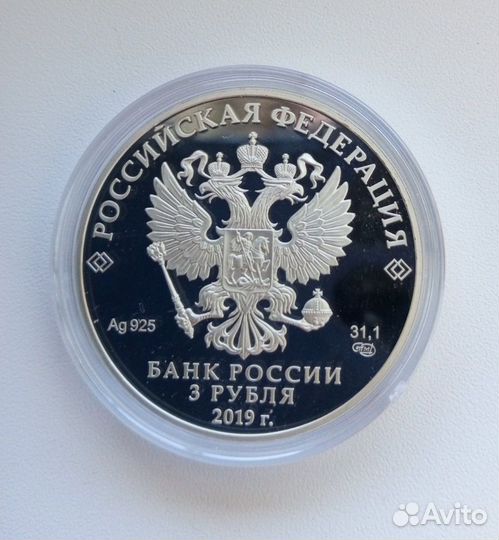 РОССИЙСКАЯ ФЕДЕРАЦИЯ
Ag 925
31,1
БАНК РОССИИ
3 РУБЛЯ
2019 г.
Avito